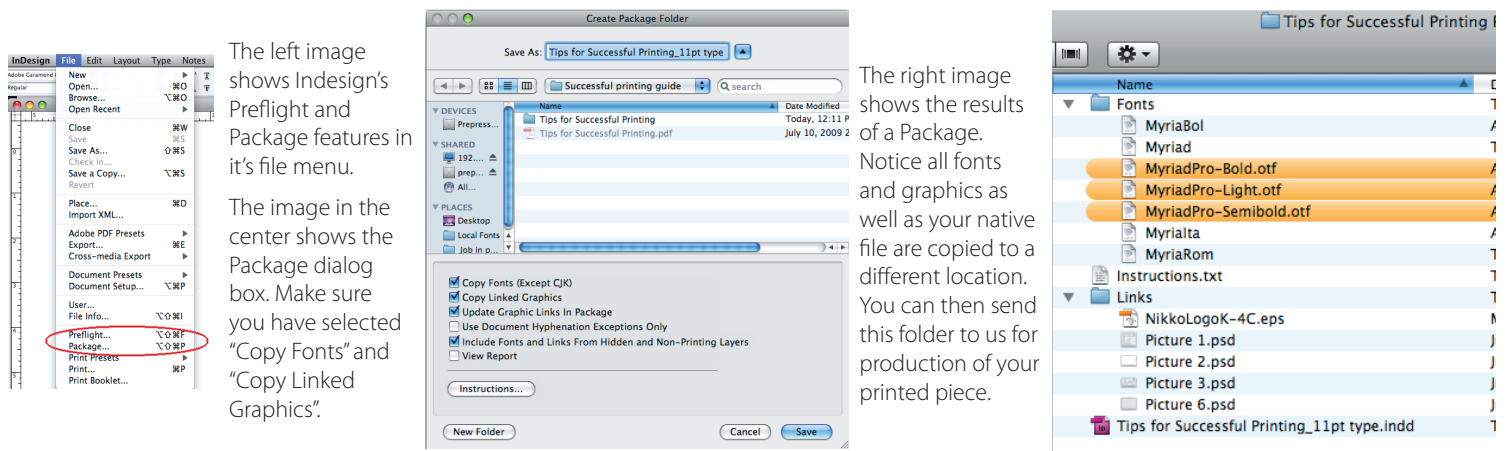 InDesign File Edit Layout Type Notes
Adobe Garamond
Regular
New
Open... ⌘O
Browse... ⌥⌘O
Open Recent
Close ⌘W
Save ⌘S
Save As... ⇧⌘S
Check In...
Save a Copy... ⌥⌘S
Revert
Place... ⌘D
Import XML...
Adobe PDF Presets
Export... ⌘E
Cross-media Export
Document Presets
Document Setup... ⌥⌘P
User...
File Info... ⌥⇧⌘I
Preflight... ⌥⇧⌘F
Package... ⌥⇧⌘P
Print Presets
Print... ⌘P
Print Booklet...
The left image
shows Indesign’s
Preflight and
Package features in
it’s file menu.
The image in the
center shows the
Package dialog
box. Make sure
you have selected
“Copy Fonts” and
“Copy Linked
Graphics”.
Create Package Folder
Save As: Tips for Successful Printing_11pt type
Successful printing guide search
DEVICES
Prepress...
SHARED
192....
prep...
All...
PLACES
Desktop
Local Fonts
Job in p...
Name Date Modified
Tips for Successful Printing Today, 12:11 P
Tips for Successful Printing.pdf July 10, 2009 2
Copy Fonts (Except CJK)
Copy Linked Graphics
Update Graphic Links In Package
Use Document Hyphenation Exceptions Only
Include Fonts and Links From Hidden and Non-Printing Layers
View Report
Instructions...
New Folder Cancel Save
The right image
shows the results
of a Package.
Notice all fonts
and graphics as
well as your native
file are copied to a
different location.
You can then send
this folder to us for
production of your
printed piece.
Tips for Successful Printing
Name
Fonts
MyriaBol
Myriad
MyriadPro-Bold.otf
MyriadPro-Light.otf
MyriadPro-Semibold.otf
MyriaIta
MyriaRom
Instructions.txt
Links
NikkoLogoK-4C.eps
Picture 1.psd
Picture 2.psd
Picture 3.psd
Picture 6.psd
Tips for Successful Printing_11pt type.indd